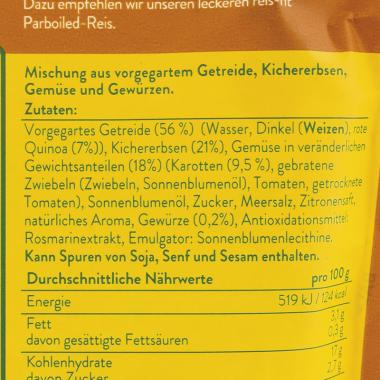 Dazu empfehlen wir unseren leckeren reis-fit
Parboiled-Reis.
Mischung aus vorgegartem Getreide, Kichererbsen,
Gemüse und Gewürzen.
Zutaten:
Vorgegartes Getreide (56 %) (Wasser, Dinkel (Weizen), rote
Quinoa (7%)), Kichererbsen (21%), Gemüse in veränderlichen
Gewichtsanteilen (18%) (Karotten (9,5 %), gebratene
Zwiebeln (Zwiebeln, Sonnenblumenöl), Tomaten, getrocknete
Tomaten), Sonnenblumenöl, Zucker, Meersalz, Zitronensaft,
natürliches Aroma, Gewürze (0,2%), Antioxidationsmittel:
Rosmarinextrakt, Emulgator: Sonnenblumenlecithine.
Kann Spuren von Soja, Senf und Sesam enthalten.
Durchschnittliche Nährwerte pro 100 g
Energie 519 kJ / 124 kcal
Fett 3,1 g
davon gesättigte Fettsäuren 0,3 g
Kohlenhydrate 17 g
davon Zucker 2,7 g